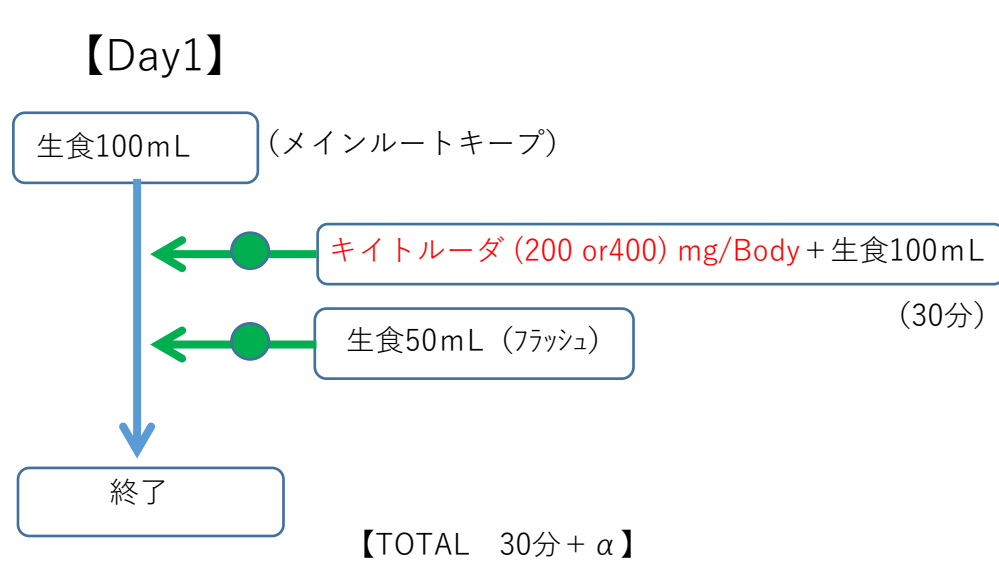 【Day1】
生食100mL
（メインルートキープ）
キイトルーダ (200 or400) mg/Body＋生食100mL
（30分）
生食50mL（ﾌﾗｯｼｭ）
終了
【TOTAL　30分＋α】